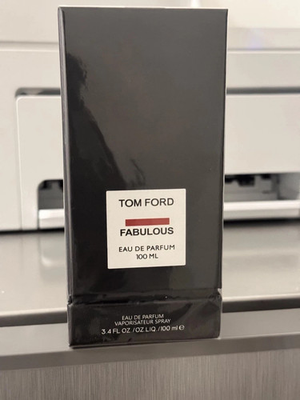 TOM FORD
FABULOUS
EAU DE PARFUM
100 ML
EAU DE PARFUM
VAPORISATEUR SPRAY
3.4 FL OZ /OZ LIQ /100 ml ℮